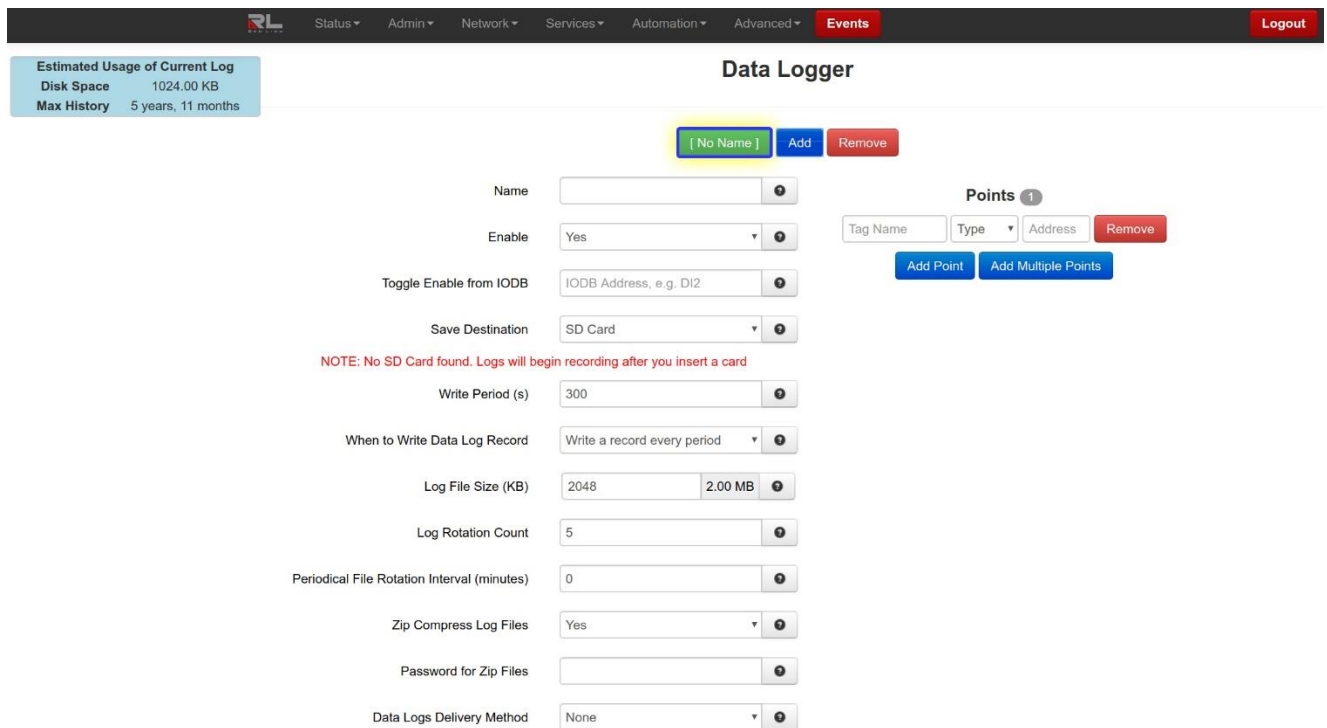 RL
Status Admin Network Services Automation Advanced Events Logout
Estimated Usage of Current Log
Disk Space 1024.00 KB
Max History 5 years, 11 months
Data Logger
[ No Name ] Add Remove
Name
Enable Yes
Toggle Enable from IODB IODB Address, e.g. DI2
Save Destination SD Card
NOTE: No SD Card found. Logs will begin recording after you insert a card
Write Period (s) 300
When to Write Data Log Record Write a record every period
Log File Size (KB) 2048 2.00 MB
Log Rotation Count 5
Periodical File Rotation Interval (minutes) 0
Zip Compress Log Files Yes
Password for Zip Files
Data Logs Delivery Method None
Points 1
Tag Name Type Address Remove
Add Point Add Multiple Points